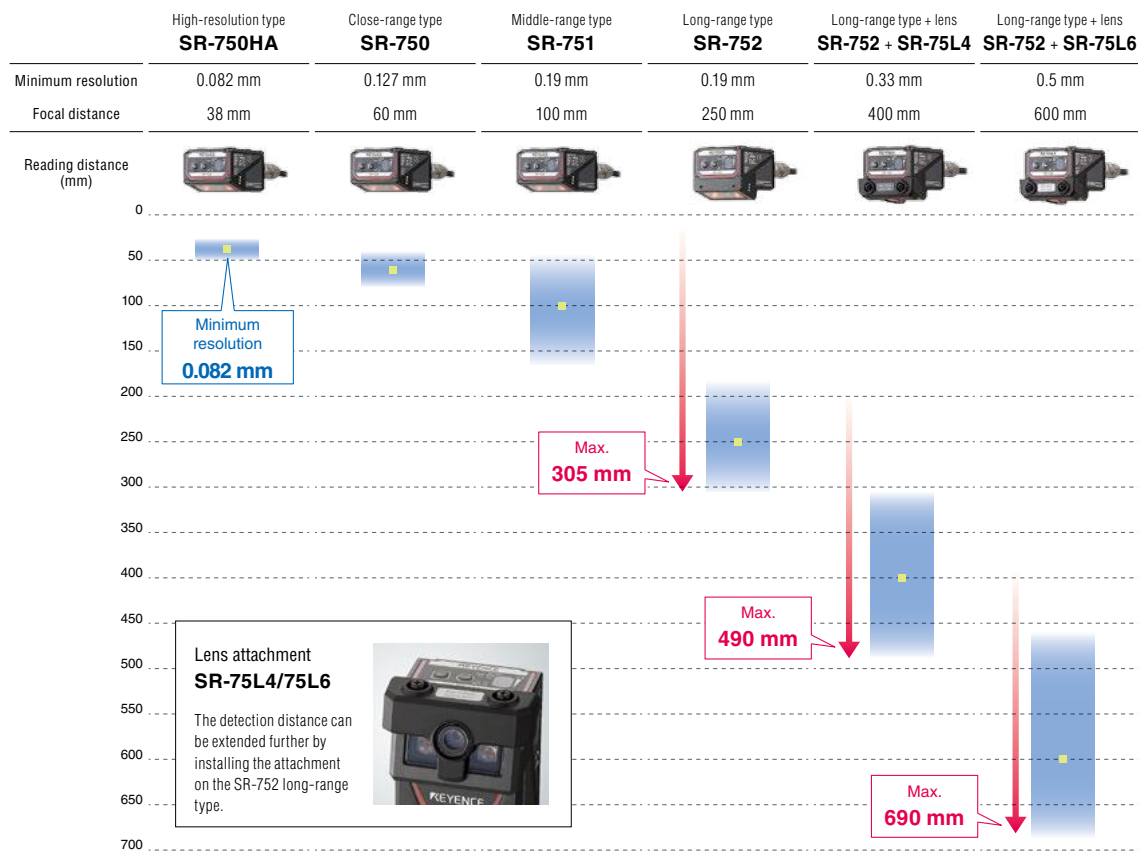 High-resolution type
SR-750HA
Close-range type
SR-750
Middle-range type
SR-751
Long-range type
SR-752
Long-range type + lens
SR-752 + SR-75L4
Long-range type + lens
SR-752 + SR-75L6
Minimum resolution 0.082 mm 0.127 mm 0.19 mm 0.19 mm 0.33 mm 0.5 mm
Focal distance 38 mm 60 mm 100 mm 250 mm 400 mm 600 mm
Reading distance
(mm)
0
50
100
150
200
250
300
350
400
450
500
550
600
650
700
Minimum
resolution
0.082 mm
Max.
305 mm
Max.
490 mm
Max.
690 mm
Lens attachment
SR-75L4/75L6
The detection distance can
be extended further by
installing the attachment
on the SR-752 long-range
type.
KEYENCE